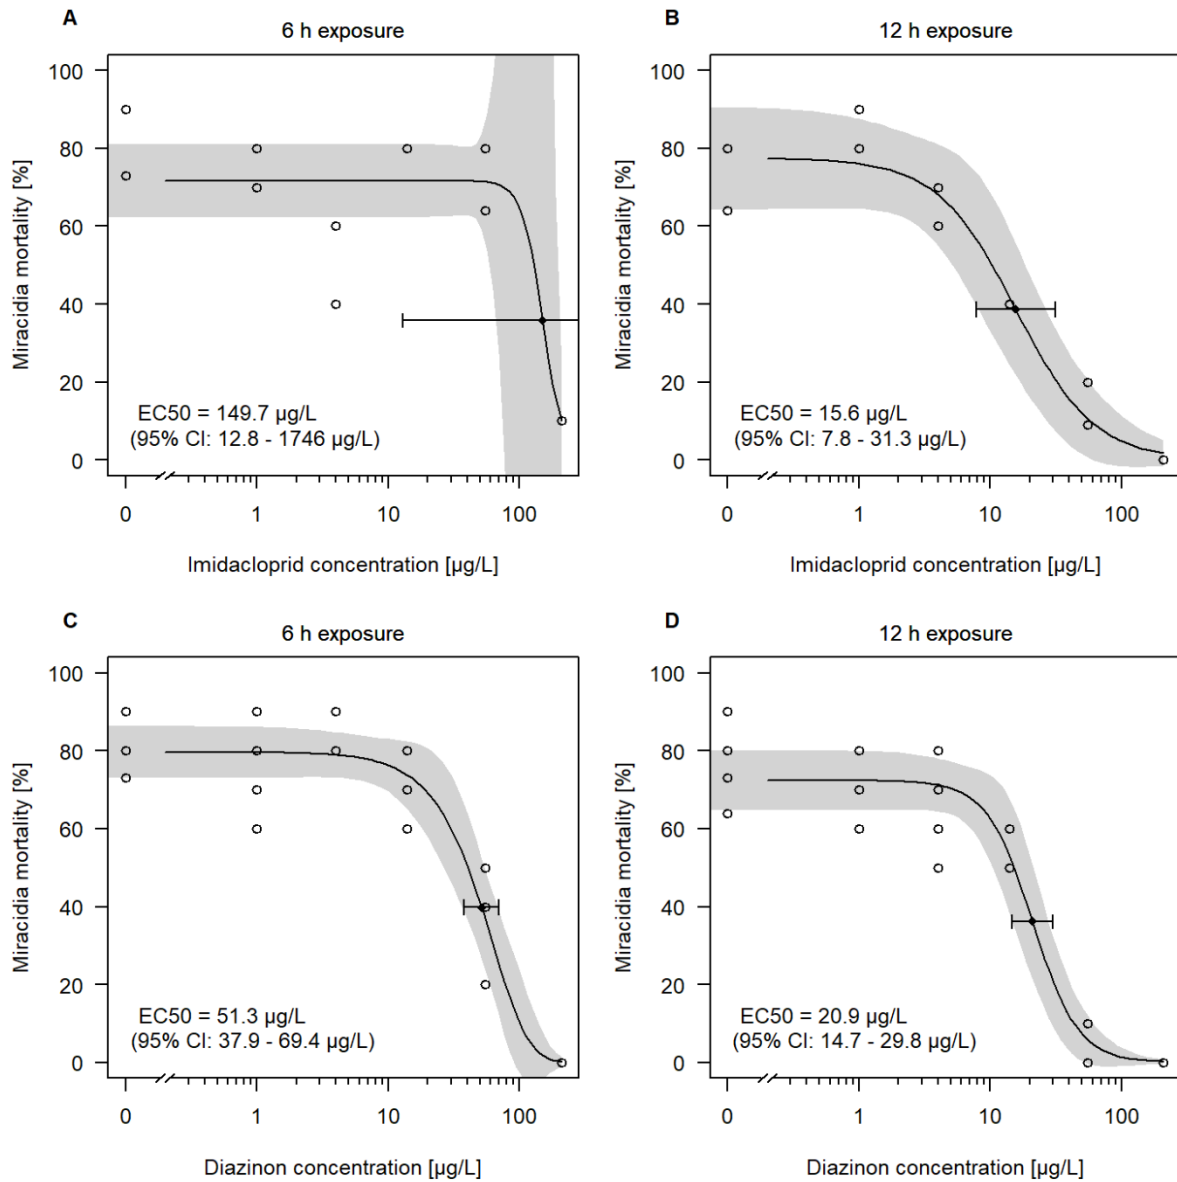 A
6 h exposure
Miracidia mortality [%]
100
80
60
40
20
0
EC50 = 149.7 µg/L
(95% CI: 12.8 - 1746 µg/L)
0 1 10 100
Imidacloprid concentration [µg/L]
B
12 h exposure
Miracidia mortality [%]
100
80
60
40
20
0
EC50 = 15.6 µg/L
(95% CI: 7.8 - 31.3 µg/L)
0 1 10 100
Imidacloprid concentration [µg/L]
C
6 h exposure
Miracidia mortality [%]
100
80
60
40
20
0
EC50 = 51.3 µg/L
(95% CI: 37.9 - 69.4 µg/L)
0 1 10 100
Diazinon concentration [µg/L]
D
12 h exposure
Miracidia mortality [%]
100
80
60
40
20
0
EC50 = 20.9 µg/L
(95% CI: 14.7 - 29.8 µg/L)
0 1 10 100
Diazinon concentration [µg/L]